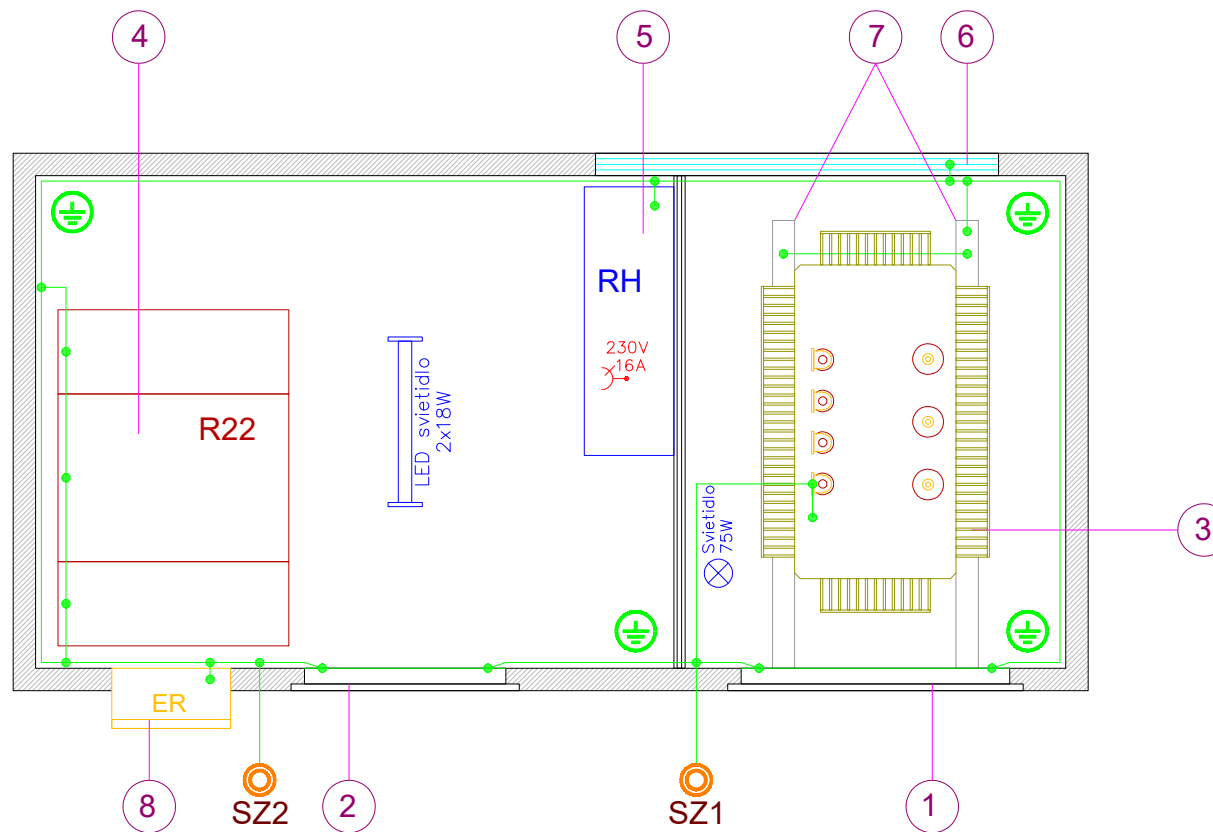 4
5
7
6
RH
230V
16A
R22
LED svietidlo
2x18W
Svietidlo
75W
3
ER
8
SZ2
2
SZ1
1